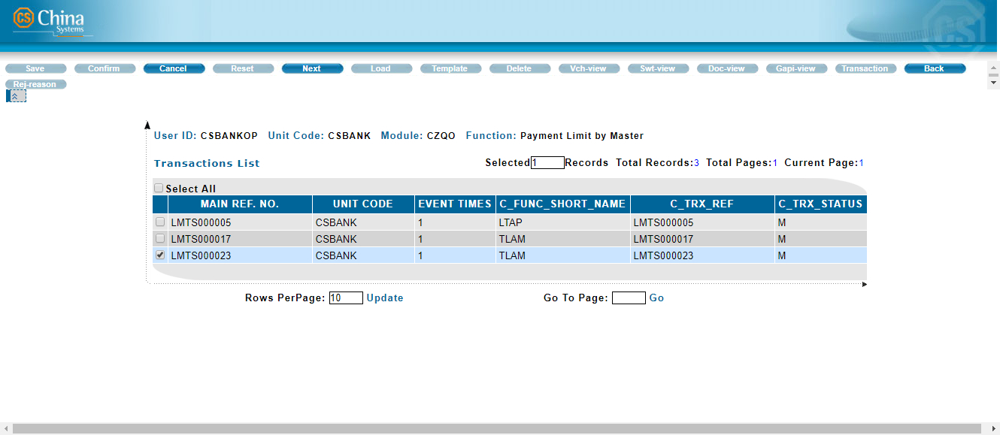 CS China
Systems
CS
Save Confirm Cancel Reset Next Load Template Delete Vch-view Swt-view Doc-view Gapi-view Transaction Back
Rej-reason
User ID: CSBANKOP Unit Code: CSBANK Module: CZQO Function: Payment Limit by Master
Transactions List Selected 1 Records Total Records:3 Total Pages:1 Current Page:1
Select All
MAIN REF. NO. UNIT CODE EVENT TIMES C_FUNC_SHORT_NAME C_TRX_REF C_TRX_STATUS
LMTS000005 CSBANK 1 LTAP LMTS000005 M
LMTS000017 CSBANK 1 TLAM LMTS000017 M
LMTS000023 CSBANK 1 TLAM LMTS000023 M
Rows PerPage: 10 Update Go To Page: Go